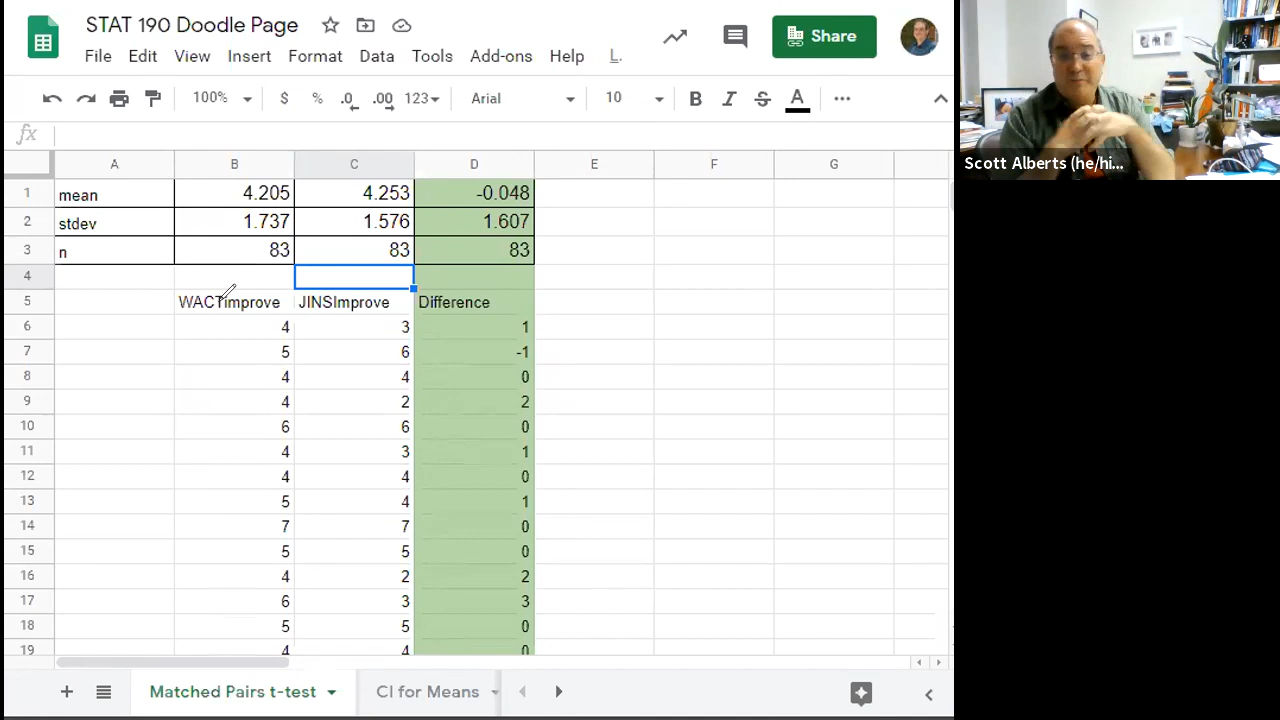 STAT 190 Doodle Page
File Edit View Insert Format Data Tools Add-ons Help L.
Share
100% $ % .0 .00 123 Arial 10 B I S A
fx
A B C D E F G
1 mean 4.205 4.253 -0.048
2 stdev 1.737 1.576 1.607
3 n 83 83 83
4
5 WACTimprove JINSImprove Difference
6 4 3 1
7 5 6 -1
8 4 4 0
9 4 2 2
10 6 6 0
11 4 3 1
12 4 4 0
13 5 4 1
14 7 7 0
15 5 5 0
16 4 2 2
17 6 3 3
18 5 5 0
19 4 4 0
Matched Pairs t-test CI for Means
Scott Alberts (he/hi...